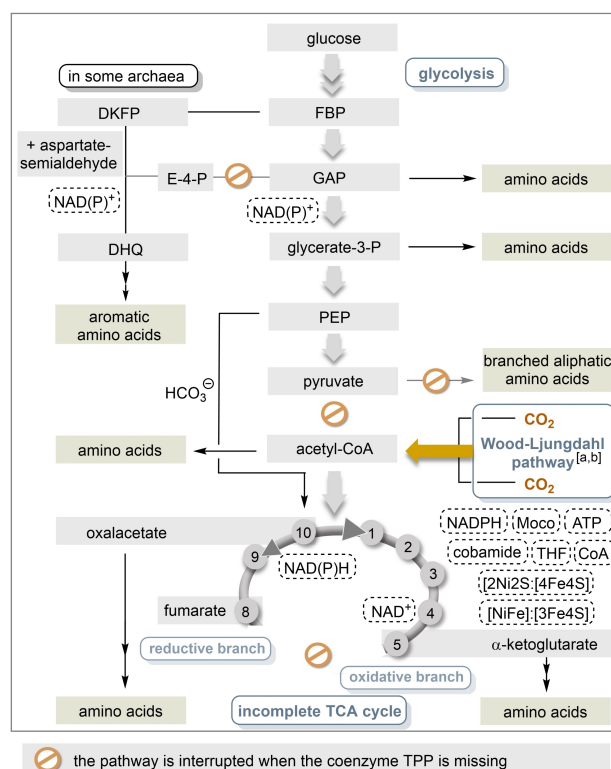 glucose
in some archaea
glycolysis
DKFP
FBP
+ aspartate-
semialdehyde
E-4-P
GAP
amino acids
NAD(P)+
NAD(P)+
DHQ
glycerate-3-P
amino acids
aromatic
amino acids
PEP
HCO3⊖
pyruvate
branched aliphatic
amino acids
CO2
amino acids
acetyl-CoA
Wood-Ljungdahl
pathway[a,b]
CO2
oxalacetate
10
1
9
2
NAD(P)H
3
fumarate
8
NAD+
4
5
NADPH
Moco
ATP
cobamide
THF
CoA
[2Ni2S:[4Fe4S]
[NiFe]:[3Fe4S]
reductive branch
α-ketoglutarate
oxidative branch
amino acids
incomplete TCA cycle
amino acids
the pathway is interrupted when the coenzyme TPP is missing